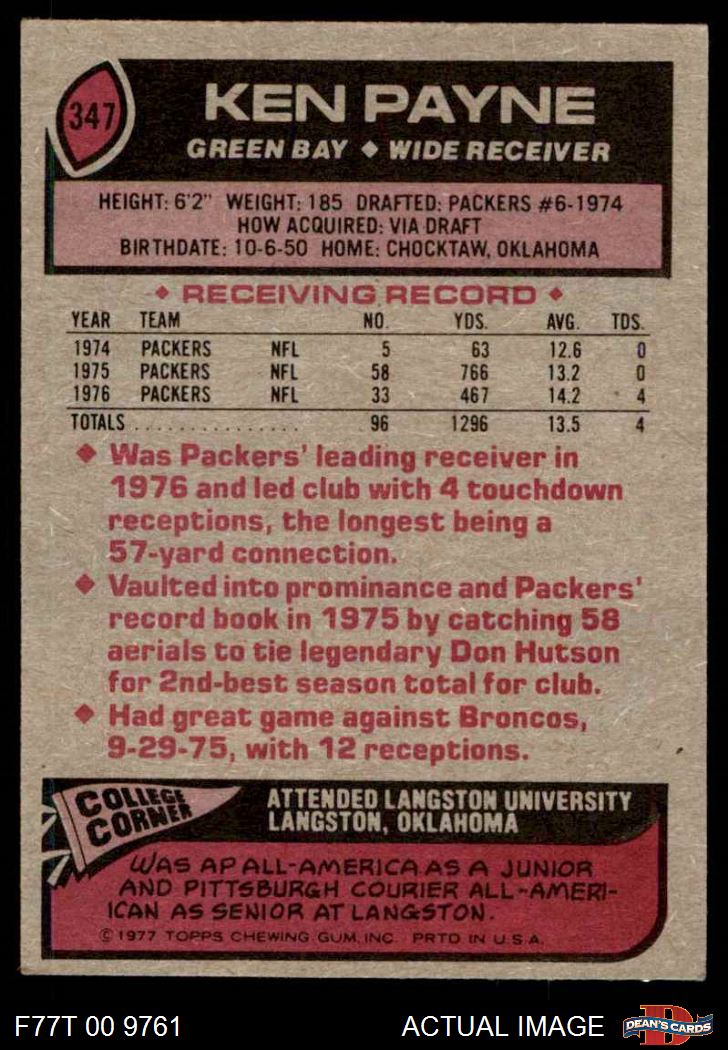 347
KEN PAYNE
GREEN BAY ◆ WIDE RECEIVER
HEIGHT: 6'2" WEIGHT: 185 DRAFTED: PACKERS #6-1974
HOW ACQUIRED: VIA DRAFT
BIRTHDATE: 10-6-50 HOME: CHOCKTAW, OKLAHOMA
◆ RECEIVING RECORD ◆
YEAR TEAM NO. YDS. AVG. TDS.
1974 PACKERS NFL 5 63 12.6 0
1975 PACKERS NFL 58 766 13.2 0
1976 PACKERS NFL 33 467 14.2 4
TOTALS ................ 96 1296 13.5 4
◆ Was Packers' leading receiver in
1976 and led club with 4 touchdown
receptions, the longest being a
57-yard connection.
◆ Vaulted into prominance and Packers'
record book in 1975 by catching 58
aerials to tie legendary Don Hutson
for 2nd-best season total for club.
◆ Had great game against Broncos,
9-29-75, with 12 receptions.
COLLEGE
CORNER
ATTENDED LANGSTON UNIVERSITY
LANGSTON, OKLAHOMA
WAS AP ALL-AMERICA AS A JUNIOR
AND PITTSBURGH COURIER ALL-AMERI-
ICAN AS SENIOR AT LANGSTON.
© 1977 TOPPS CHEWING GUM, INC. PRTD IN U.S.A.
F77T 00 9761
ACTUAL IMAGE
D
DEAN'S CARDS